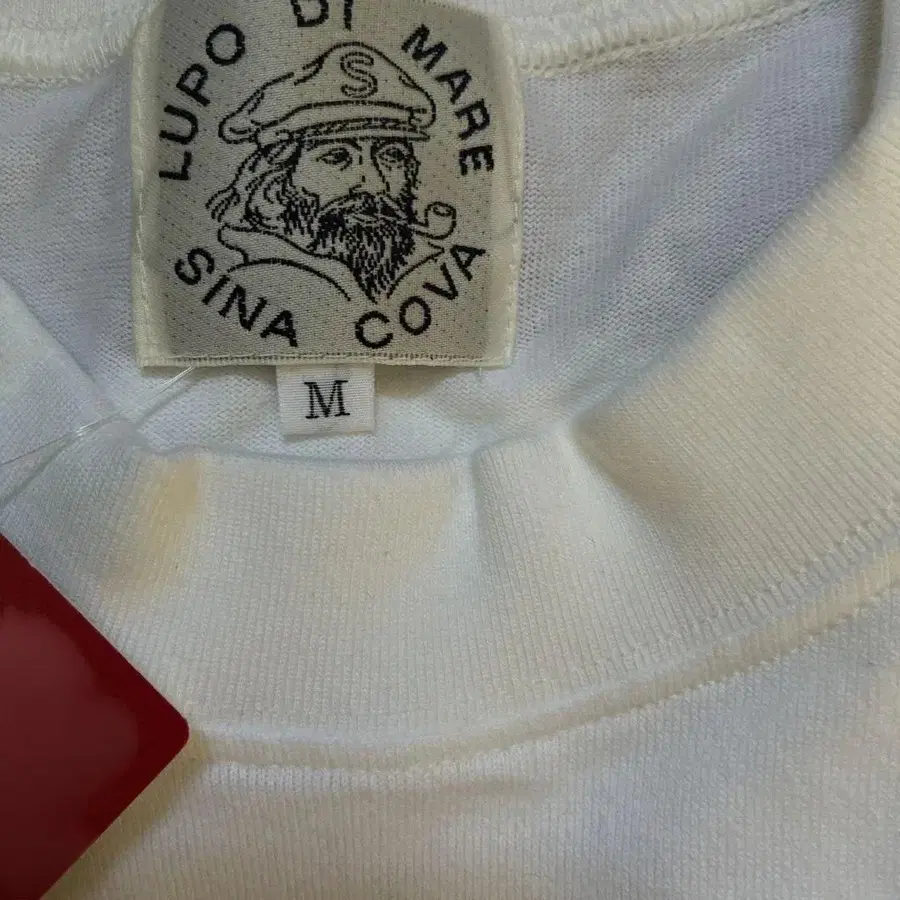 LUPO DI MARE
S
SINA COVA
M